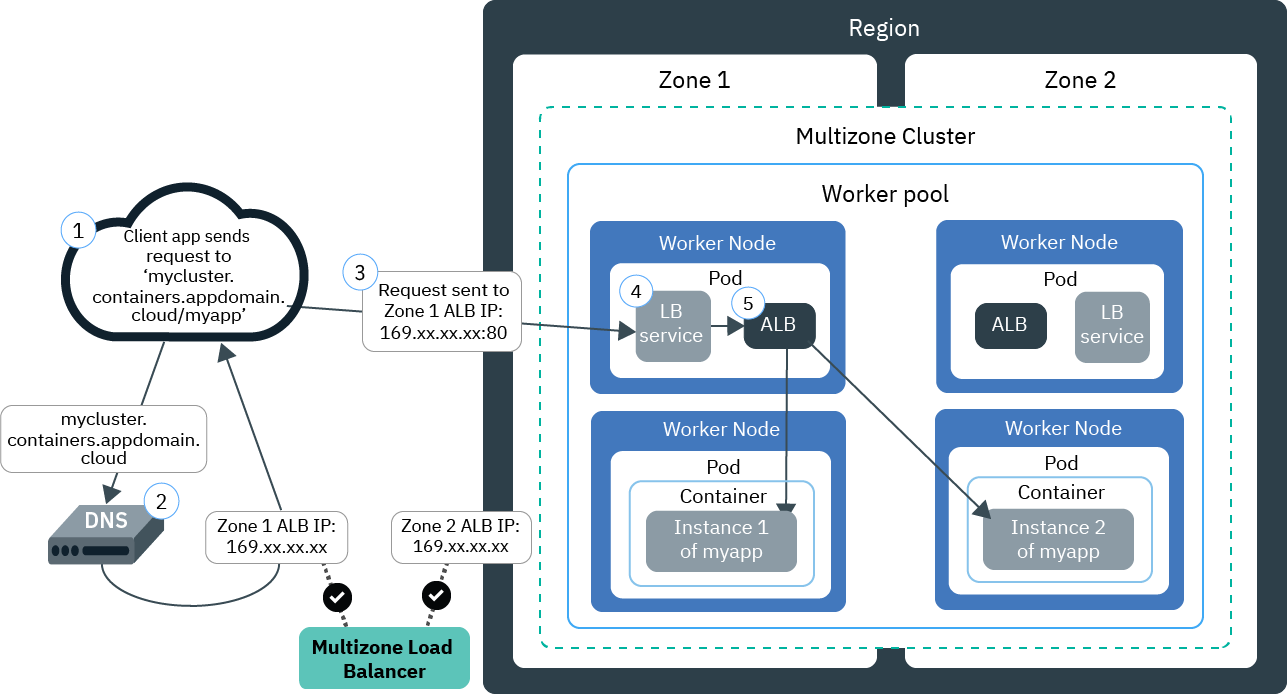 Region
Zone 1
Zone 2
Multizone Cluster
Worker pool
1
Client app sends
request to
‘mycluster.
containers.appdomain.
cloud/myapp’
mycluster.
containers.appdomain.
cloud
2
DNS
Zone 1 ALB IP:
169.xx.xx.xx
Zone 2 ALB IP:
169.xx.xx.xx
Multizone Load
Balancer
3
Request sent to
Zone 1 ALB IP:
169.xx.xx.xx:80
Worker Node
Pod
4
LB
service
5
ALB
Worker Node
Pod
ALB
LB
service
Worker Node
Pod
Container
Instance 1
of myapp
Worker Node
Pod
Container
Instance 2
of myapp